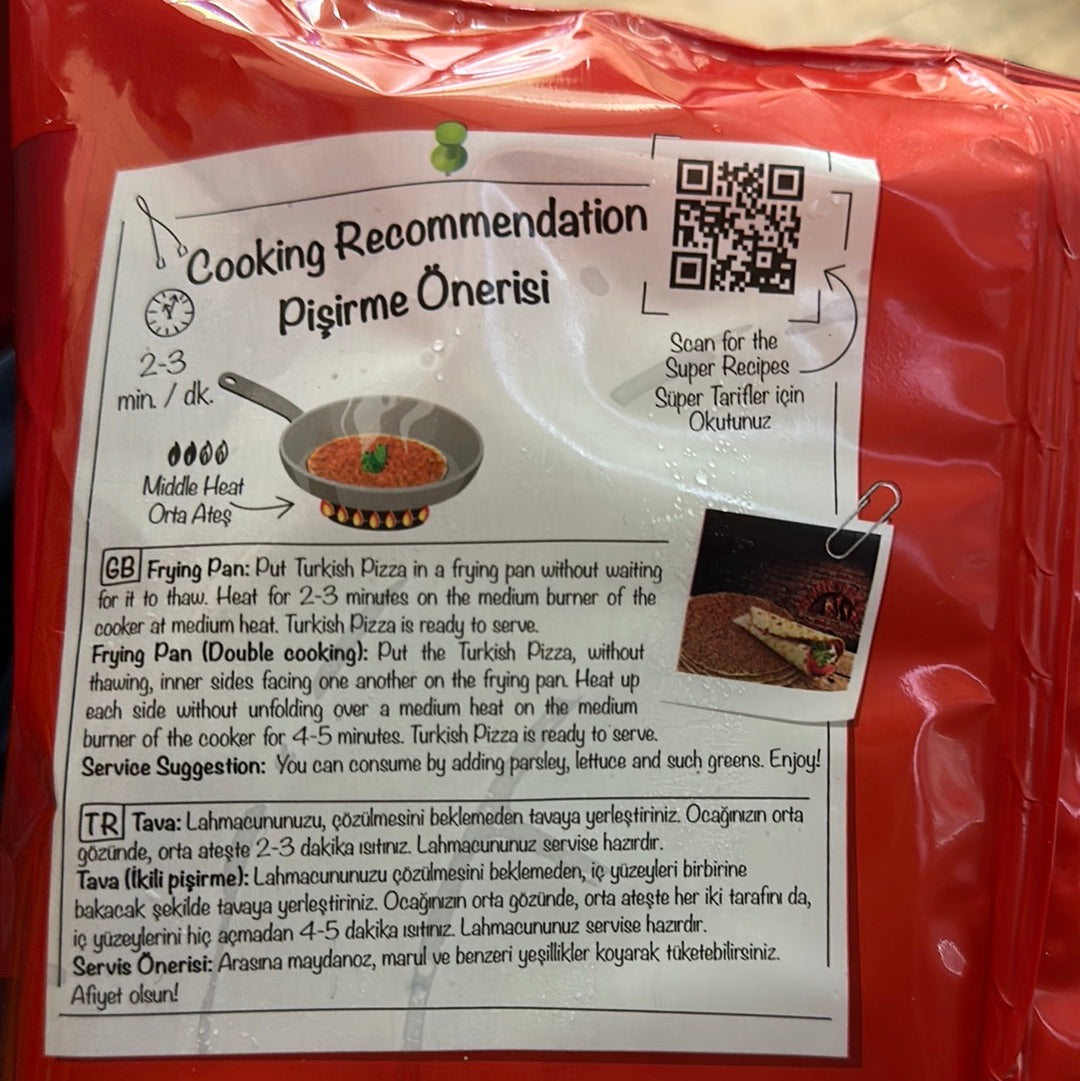 Cooking Recommendation
Pişirme Önerisi
2-3
min. / dk.
Middle Heat
Orta Ateş
Scan for the
Super Recipes
Süper Tarifler için
Okutunuz
GB Frying Pan: Put Turkish Pizza in a frying pan without waiting
for it to thaw. Heat for 2-3 minutes on the medium burner of the
cooker at medium heat. Turkish Pizza is ready to serve.
Frying Pan (Double cooking): Put the Turkish Pizza, without
thawing, inner sides facing one another on the frying pan. Heat up
each side without unfolding over a medium heat on the medium
burner of the cooker for 4-5 minutes. Turkish Pizza is ready to serve.
Service Suggestion: You can consume by adding parsley, lettuce and such greens. Enjoy!
TR Tava: Lahmacununuzu, çözülmesini beklemeden tavaya yerleştiriniz. Ocağınızın orta
gözünde, orta ateşte 2-3 dakika ısıtınız. Lahmacununuz servise hazırdır.
Tava (İkili pişirme): Lahmacununuzu çözülmesini beklemeden, iç yüzeyleri birbirine
bakacak şekilde tavaya yerleştiriniz. Ocağınızın orta gözünde, orta ateşte her iki tarafını da,
iç yüzeylerini hiç açmadan 4-5 dakika ısıtınız. Lahmacununuz servise hazırdır.
Servis Önerisi: Arasına maydanoz, marul ve benzeri yeşillikler koyarak tüketebilirsiniz.
Afiyet olsun!